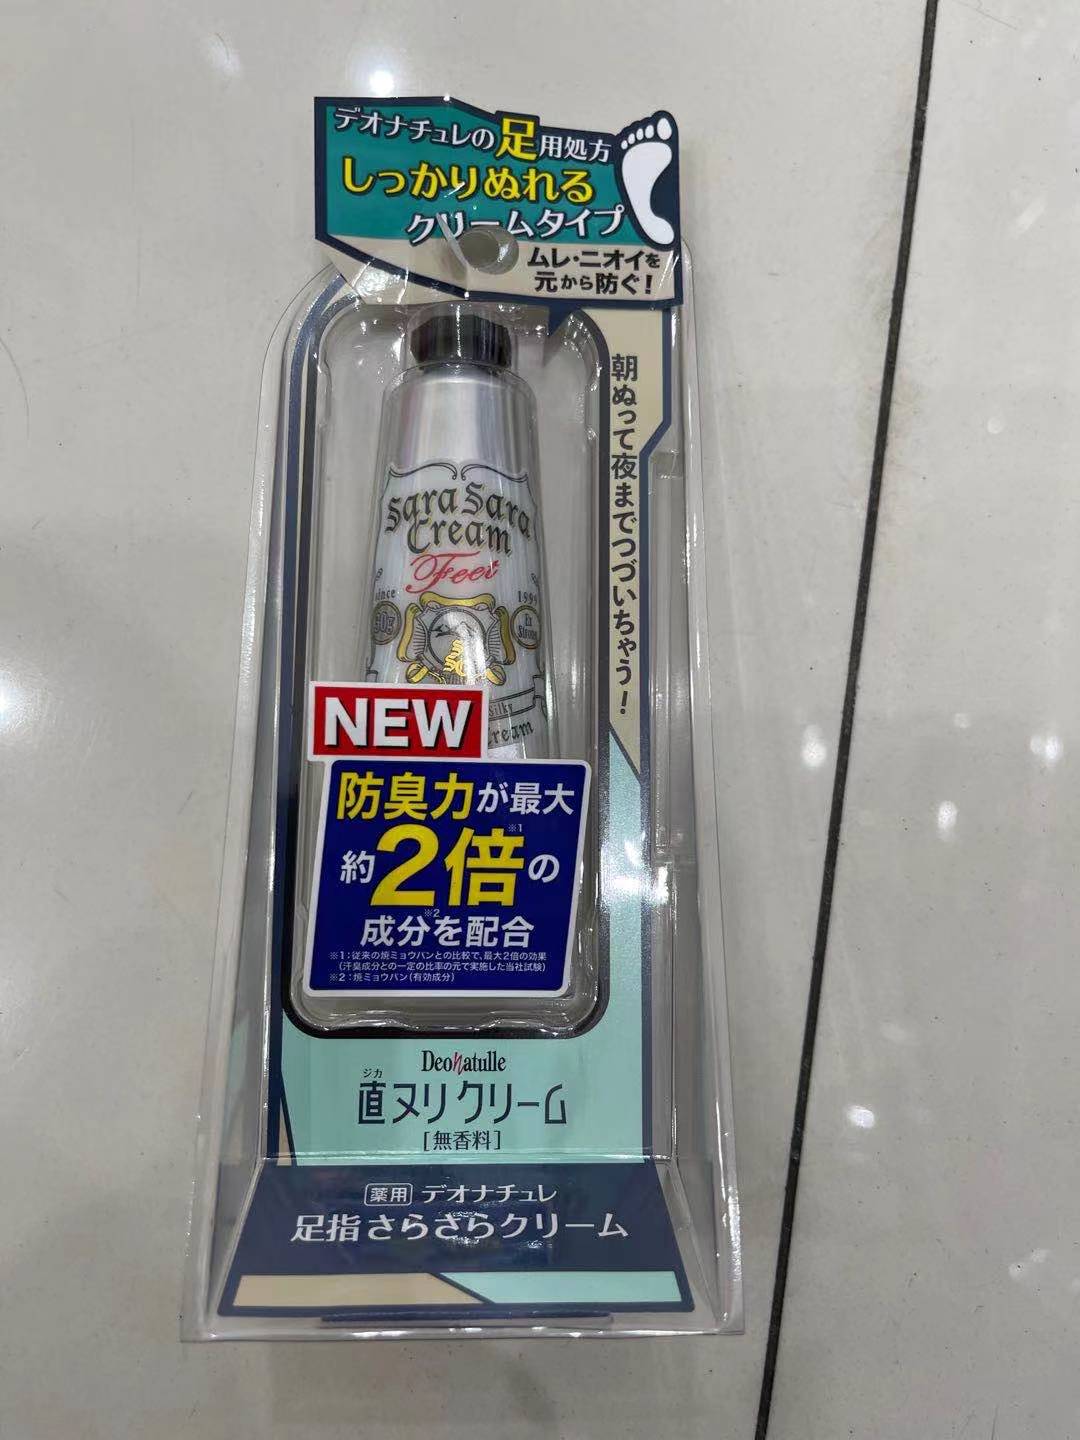 デオナチュレの足用処方
しっかりぬれる
クリームタイプ
ムレ・ニオイを
元から防ぐ!
朝ぬって夜までつづいちゃう!
Sara Sara
Cream
Feet
since 1999
30g
Ex
Strong
Silky
Cream
NEW
防臭力が最大
約2倍の※1
成分を配合※2
※1:従来の焼ミョウバンとの比較で、最大2倍の効果
(汗臭成分との一定の比率の元で実施した当社試験)
※2:焼ミョウバン(有効成分)
Deonatulle
ジカ
直ヌリクリーム
[無香料]
薬用 デオナチュレ
足指さらさらクリーム